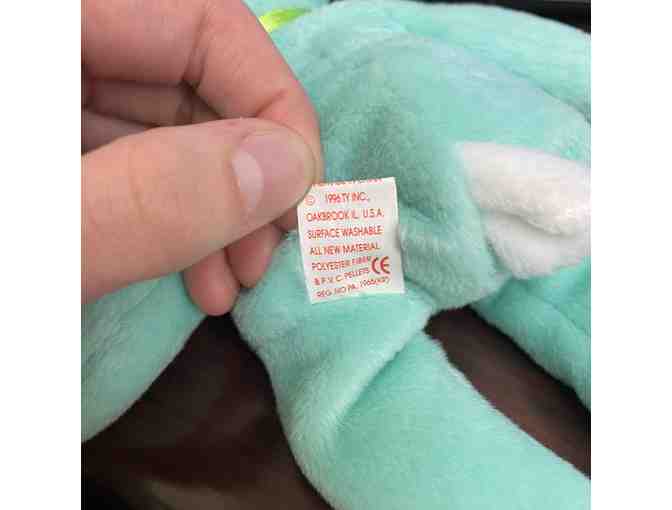 © 1996 TY INC.,
OAKBROOK IL, U.S.A.
SURFACE WASHABLE
ALL NEW MATERIAL
POLYESTER FIBER
& P.V.C. PELLETS CE
REG. NO PA. 1965(KR)